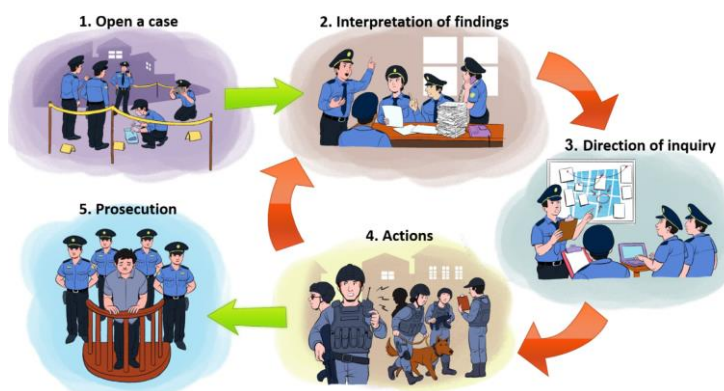 1. Open a case
2. Interpretation of findings
3. Direction of inquiry
4. Actions
5. Prosecution